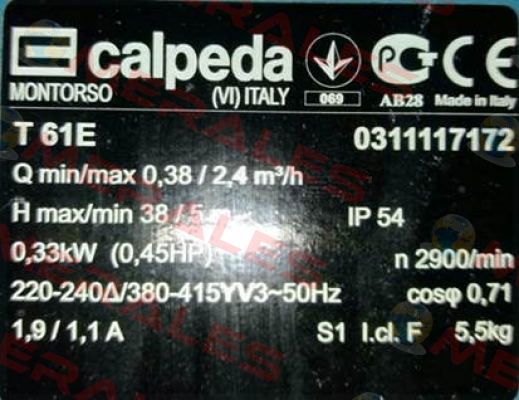 calpeda
MONTORSO (VI) ITALY
069 AB28 Made in Italy
T 61E 0311117172
Q min/max 0,38 / 2,4 m³/h
H max/min 38 / 5 IP 54
0,33kW (0,45HP) n 2900/min
220-240Δ/380-415YV3~50Hz cosφ 0,71
1,9 / 1,1 A S1 I.cl. F 5,5kg
MERALES